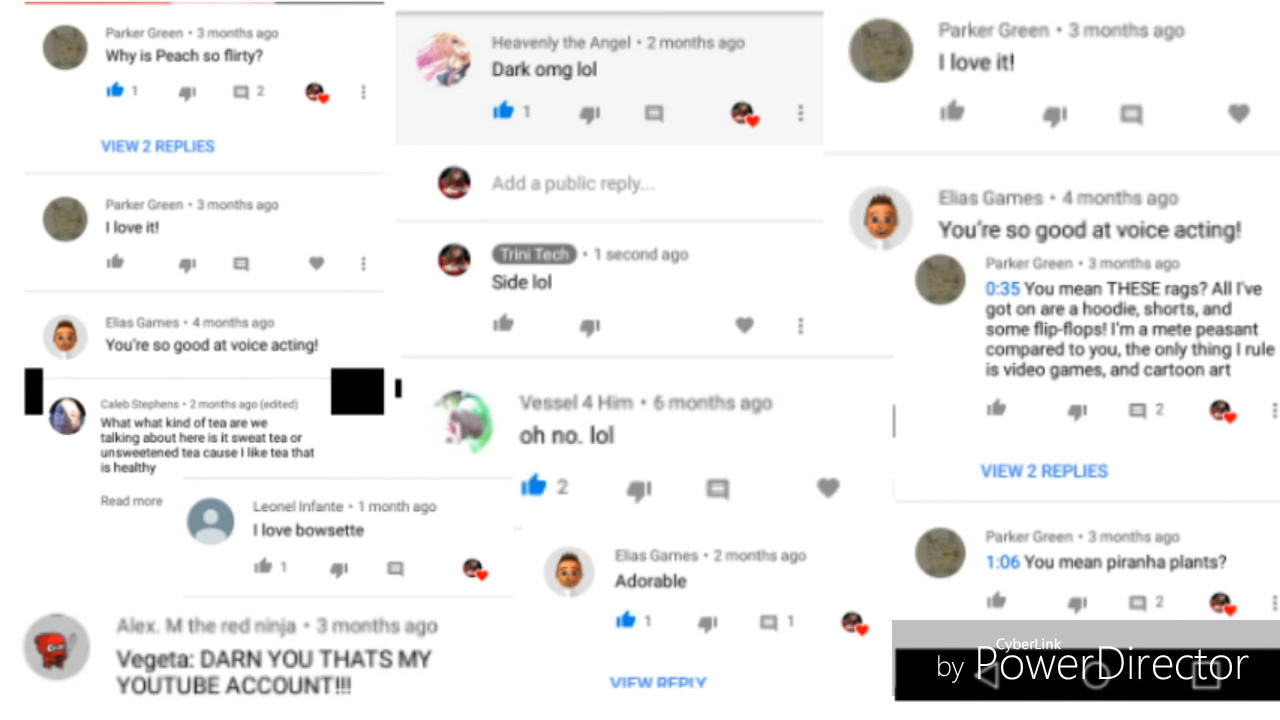 Parker Green • 3 months ago
Why is Peach so flirty?
1
2
VIEW 2 REPLIES
Parker Green • 3 months ago
I love it!
Elias Games • 4 months ago
You're so good at voice acting!
Caleb Stephens • 2 months ago (edited)
What what kind of tea are we
talking about here is it sweat tea or
unsweetened tea cause I like tea that
is healthy
Read more
Leonel Infante • 1 month ago
I love bowsette
1
Alex. M the red ninja • 3 months ago
Vegeta: DARN YOU THATS MY
YOUTUBE ACCOUNT!!!
Heavenly the Angel • 2 months ago
Dark omg lol
1
Add a public reply...
Trini Tech • 1 second ago
Side lol
Vessel 4 Him • 6 months ago
oh no. lol
2
Elias Games • 2 months ago
Adorable
1
1
VIEW REPLY
Parker Green • 3 months ago
I love it!
Elias Games • 4 months ago
You're so good at voice acting!
Parker Green • 3 months ago
0:35 You mean THESE rags? All I've
got on are a hoodie, shorts, and
some flip-flops! I'm a mete peasant
compared to you, the only thing I rule
is video games, and cartoon art
2
VIEW 2 REPLIES
Parker Green • 3 months ago
1:06 You mean piranha plants?
2
CyberLink
by PowerDirector